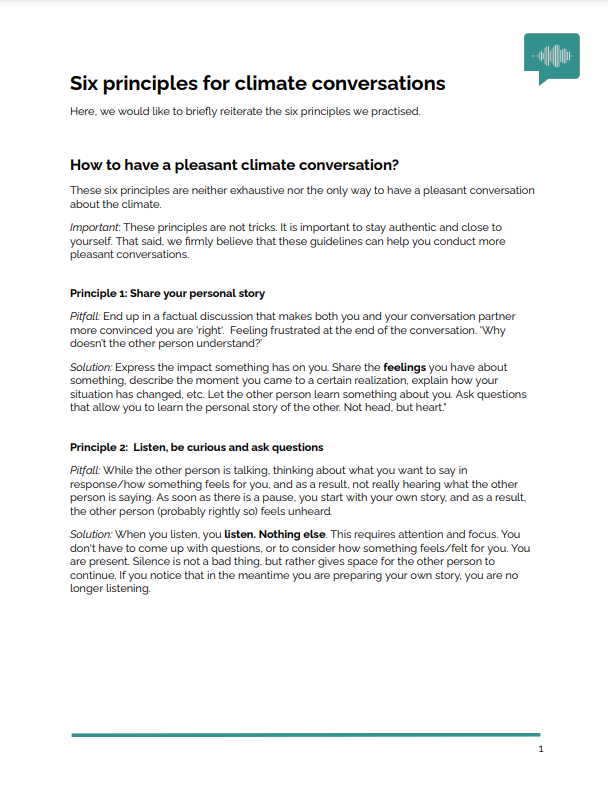 Six principles for climate conversations
Here, we would like to briefly reiterate the six principles we practised.
How to have a pleasant climate conversation?
These six principles are neither exhaustive nor the only way to have a pleasant conversation
about the climate.
Important: These principles are not tricks. It is important to stay authentic and close to
yourself. That said, we firmly believe that these guidelines can help you conduct more
pleasant conversations.
Principle 1: Share your personal story
Pitfall: End up in a factual discussion that makes both you and your conversation partner
more convinced you are 'right'.  Feeling frustrated at the end of the conversation. 'Why
doesn't the other person understand?'
Solution: Express the impact something has on you. Share the feelings you have about
something, describe the moment you came to a certain realization, explain how your
situation has changed, etc. Let the other person learn something about you. Ask questions
that allow you to learn the personal story of the other. Not head, but heart."
Principle 2:  Listen, be curious and ask questions
Pitfall: While the other person is talking, thinking about what you want to say in
response/how something feels for you, and as a result, not really hearing what the other
person is saying. As soon as there is a pause, you start with your own story, and as a result,
the other person (probably rightly so) feels unheard.
Solution: When you listen, you listen. Nothing else. This requires attention and focus. You
don't have to come up with questions, or to consider how something feels/felt for you. You
are present. Silence is not a bad thing, but rather gives space for the other person to
continue. If you notice that in the meantime you are preparing your own story, you are no
longer listening.
1